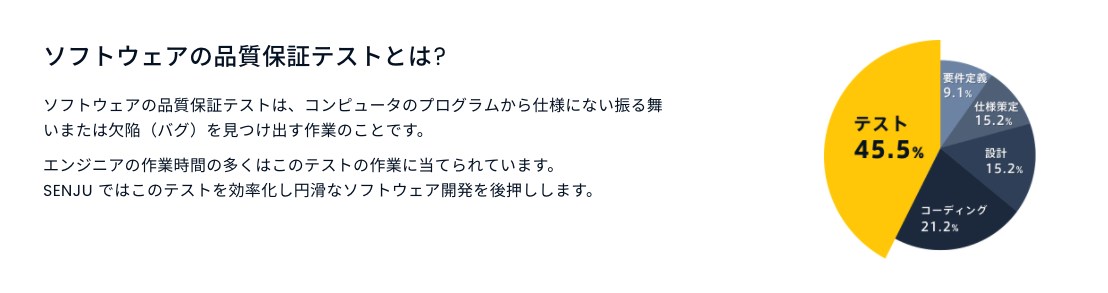 ソフトウェアの品質保証テストとは?
ソフトウェアの品質保証テストは、コンピュータのプログラムから仕様にない振る舞
いまたは欠陥（バグ）を見つけ出す作業のことです。
エンジニアの作業時間の多くはこのテストの作業に当てられています。
SENJU ではこのテストを効率化し円滑なソフトウェア開発を後押しします。
要件定義
9.1%
仕様策定
15.2%
設計
15.2%
コーディング
21.2%
テスト
45.5%